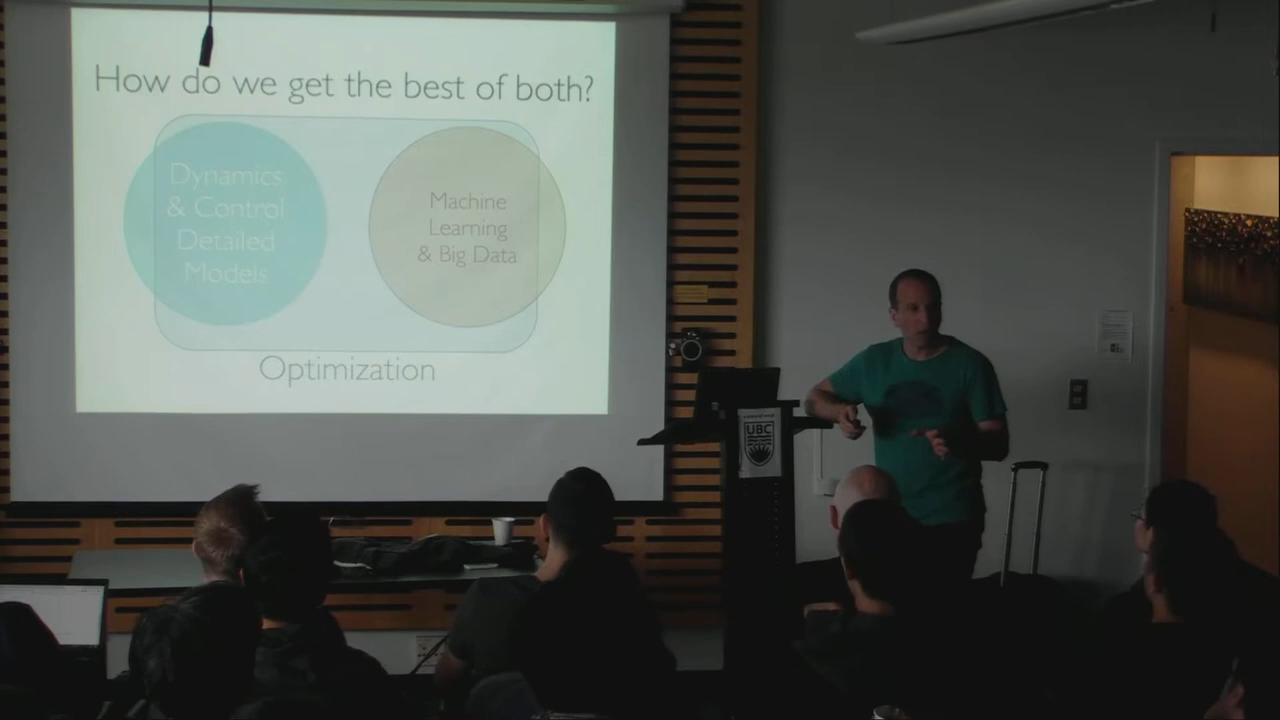 How do we get the best of both?
Dynamics
& Control
Detailed
Models
Machine
Learning
& Big Data
Optimization
UBC